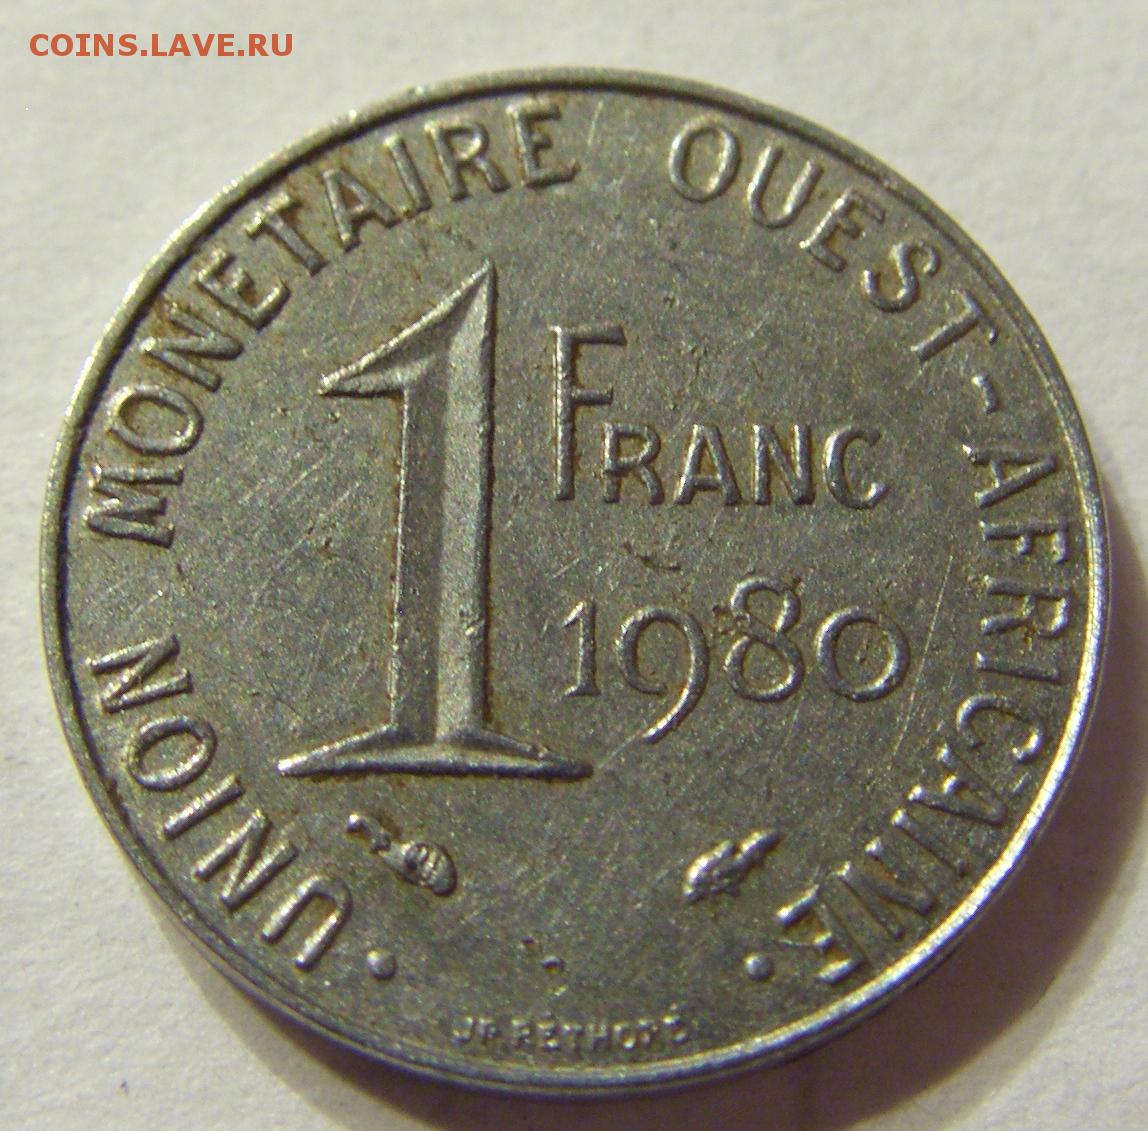 COINS.LAVE.RU
· UNION MONETAIRE OUEST-AFRICAINE ·
1 FRANC
1980